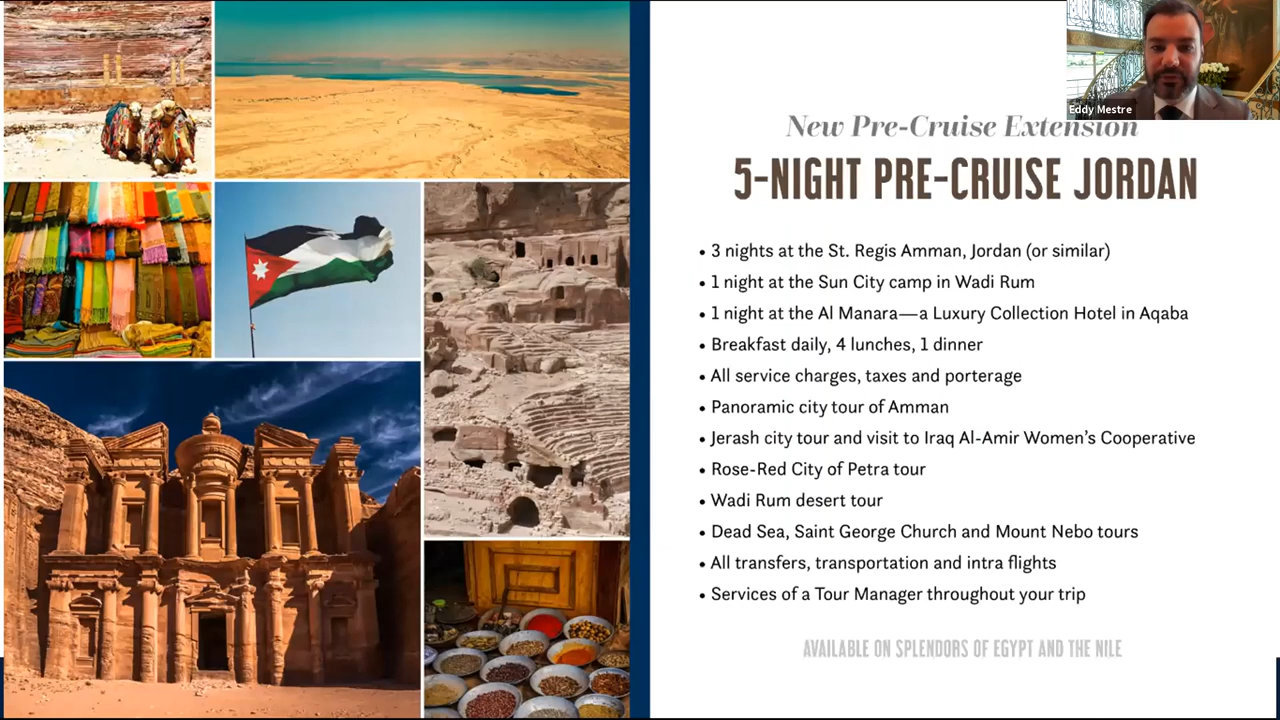 Eddy Mestre
New Pre-Cruise Extension
5-NIGHT PRE-CRUISE JORDAN
• 3 nights at the St. Regis Amman, Jordan (or similar)
• 1 night at the Sun City camp in Wadi Rum
• 1 night at the Al Manara—a Luxury Collection Hotel in Aqaba
• Breakfast daily, 4 lunches, 1 dinner
• All service charges, taxes and porterage
• Panoramic city tour of Amman
• Jerash city tour and visit to Iraq Al-Amir Women’s Cooperative
• Rose-Red City of Petra tour
• Wadi Rum desert tour
• Dead Sea, Saint George Church and Mount Nebo tours
• All transfers, transportation and intra flights
• Services of a Tour Manager throughout your trip
AVAILABLE ON SPLENDORS OF EGYPT AND THE NILE